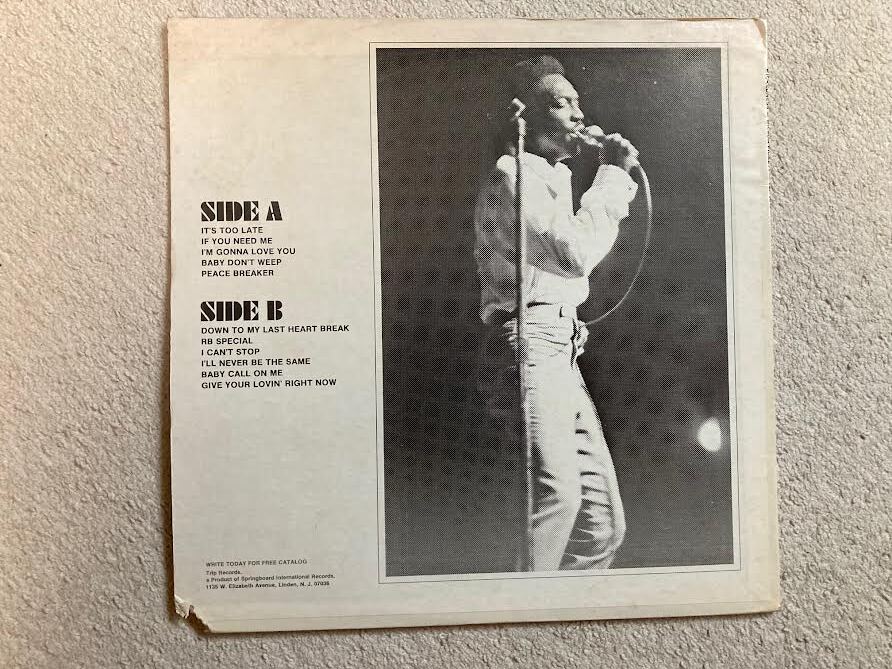 SIDE A
IT'S TOO LATE
IF YOU NEED ME
I'M GONNA LOVE YOU
BABY DON'T WEEP
PEACE BREAKER
SIDE B
DOWN TO MY LAST HEART BREAK
RB SPECIAL
I CAN'T STOP
I'LL NEVER BE THE SAME
BABY CALL ON ME
GIVE YOUR LOVIN' RIGHT NOW
WRITE TODAY FOR FREE CATALOG
Trip Records,
a Product of Springboard International Records,
1135 W. Elizabeth Avenue, Linden, N. J. 07036